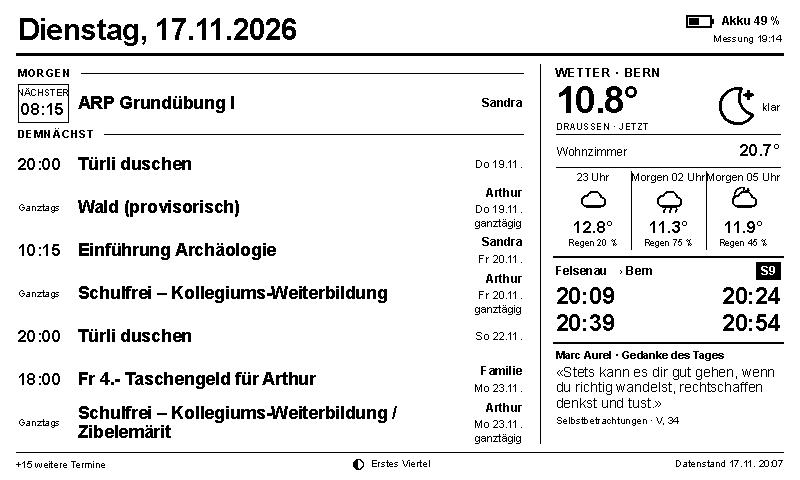 Dienstag, 17.11.2026
Akku 49 %
Messung 19:14
MORGEN
NÄCHSTER
08:15
ARP Grundübung I
Sandra
DEMNÄCHST
20:00
Türli duschen
Do 19.11.
Ganztags
Wald (provisorisch)
Arthur
Do 19.11.
ganztägig
10:15
Einführung Archäologie
Sandra
Fr 20.11.
Ganztags
Schulfrei – Kollegiums-Weiterbildung
Arthur
Fr 20.11.
ganztägig
20:00
Türli duschen
So 22.11.
18:00
Fr 4.- Taschengeld für Arthur
Familie
Mo 23.11.
Ganztags
Schulfrei – Kollegiums-Weiterbildung /
Zibelemärit
Arthur
Mo 23.11.
ganztägig
WETTER · BERN
10.8°
klar
DRAUSSEN · JETZT
Wohnzimmer 20.7°
23 Uhr Morgen 02 Uhr Morgen 05 Uhr
12.8° 11.3° 11.9°
Regen 20 % Regen 75 % Regen 45 %
Felsenau › Bern S9
20:09 20:24
20:39 20:54
Marc Aurel · Gedanke des Tages
«Stets kann es dir gut gehen, wenn
du richtig wandelst, rechtschaffen
denkst und tust.»
Selbstbetrachtungen · V, 34
+15 weitere Termine
Erstes Viertel
Datenstand 17.11. 20:07